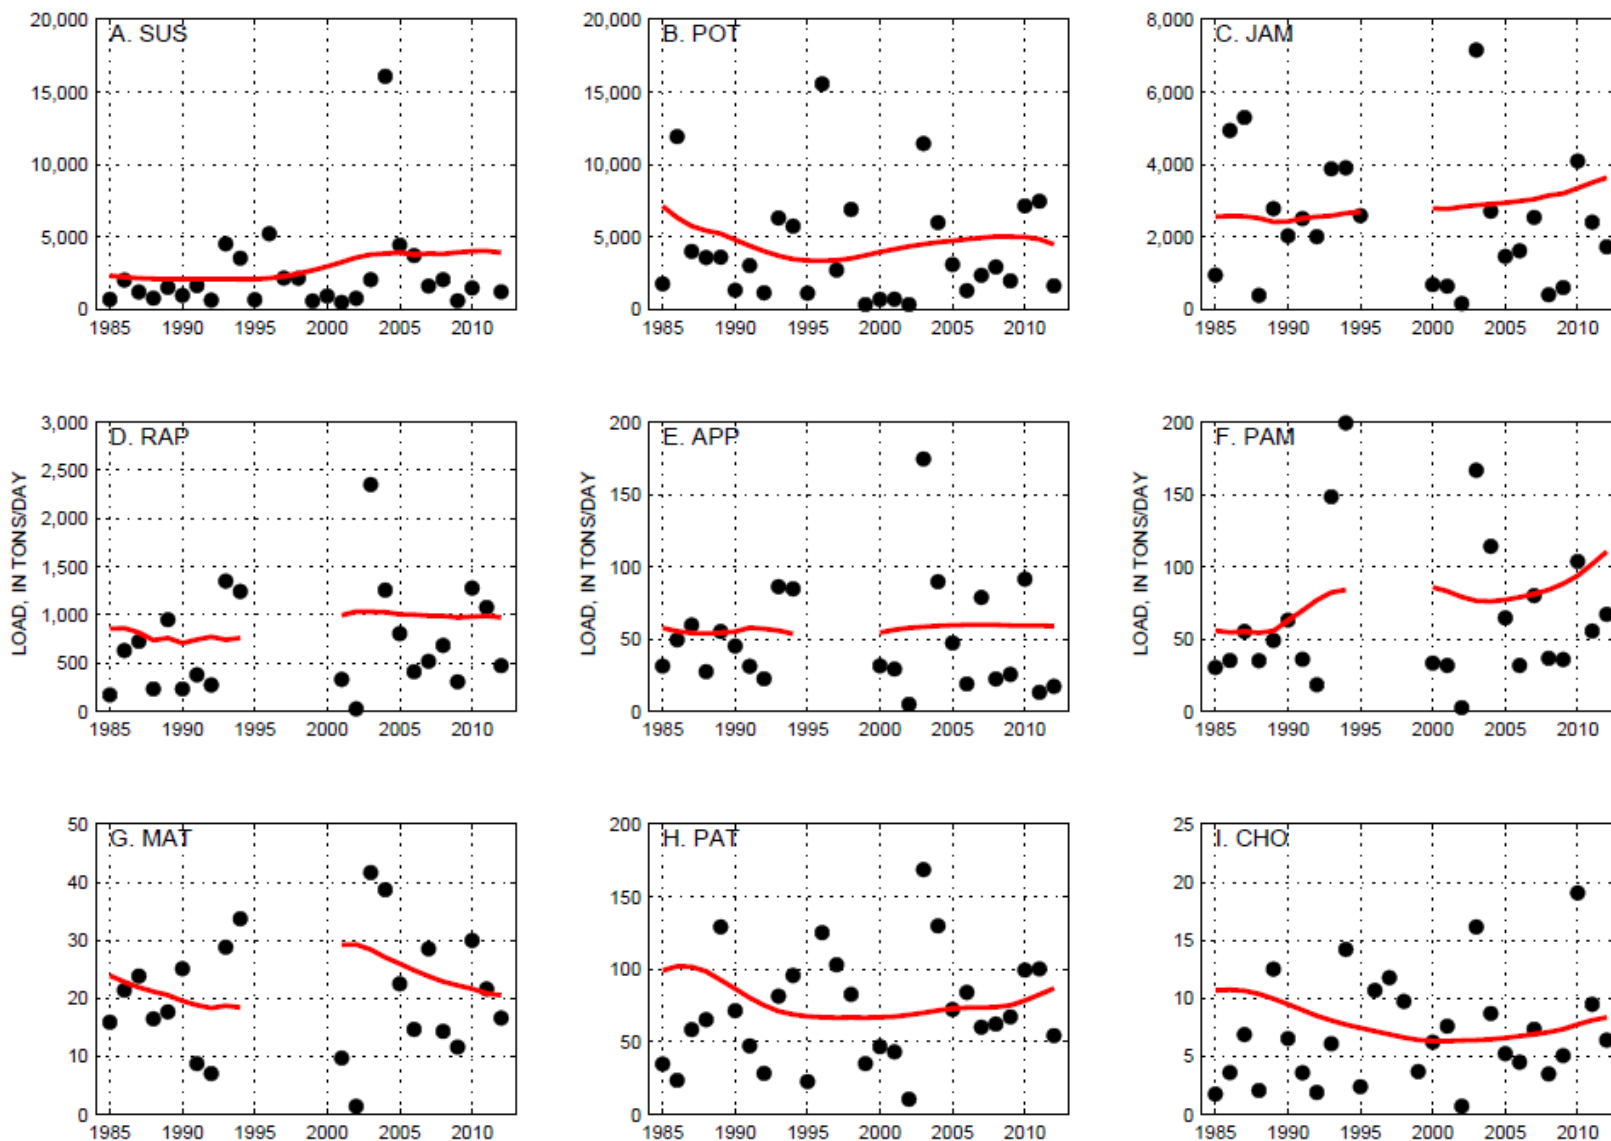 A. SUS
20,000
15,000
10,000
5,000
0
1985 1990 1995 2000 2005 2010
B. POT
20,000
15,000
10,000
5,000
0
1985 1990 1995 2000 2005 2010
C. JAM
8,000
6,000
4,000
2,000
0
1985 1990 1995 2000 2005 2010
D. RAP
LOAD, IN TONS/DAY
3,000
2,500
2,000
1,500
1,000
500
0
1985 1990 1995 2000 2005 2010
E. APP
LOAD, IN TONS/DAY
200
150
100
50
0
1985 1990 1995 2000 2005 2010
F. PAM
LOAD, IN TONS/DAY
200
150
100
50
0
1985 1990 1995 2000 2005 2010
G. MAT
50
40
30
20
10
0
1985 1990 1995 2000 2005 2010
H. PAT
200
150
100
50
0
1985 1990 1995 2000 2005 2010
I. CHO
25
20
15
10
5
0
1985 1990 1995 2000 2005 2010